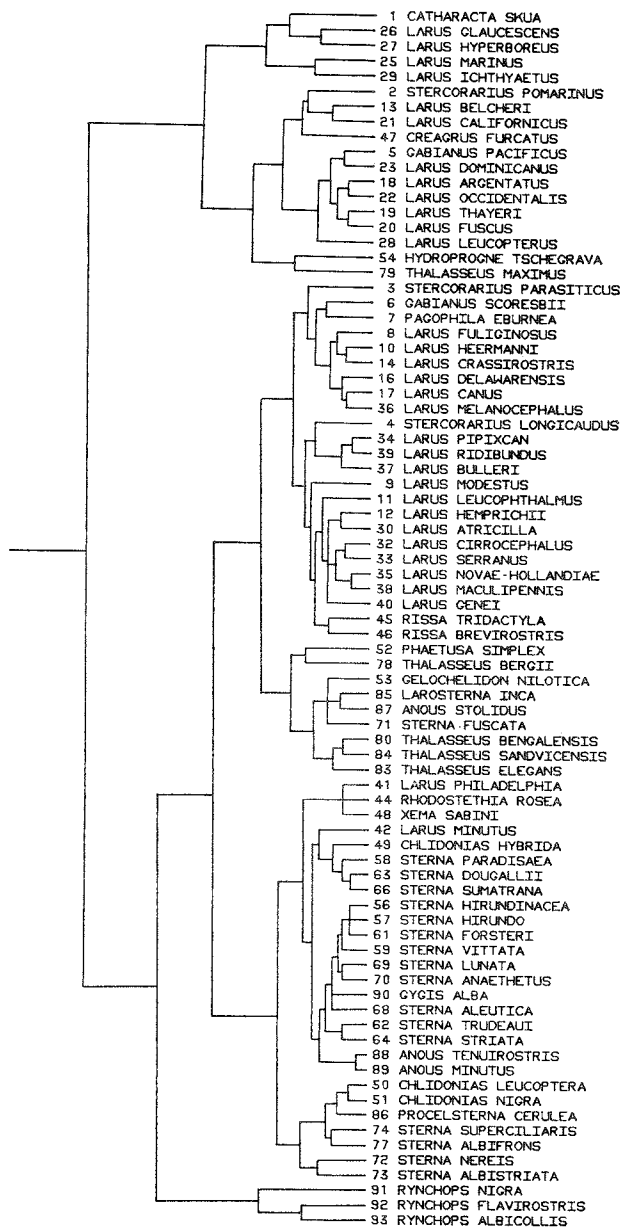 1 CATHARACTA SKUA
26 LARUS GLAUCESCENS
27 LARUS HYPERBOREUS
25 LARUS MARINUS
29 LARUS ICHTHYAETUS
2 STERCORARIUS POMARINUS
13 LARUS BELCHERI
21 LARUS CALIFORNICUS
47 CREAGRUS FURCATUS
5 GABIANUS PACIFICUS
23 LARUS DOMINICANUS
18 LARUS ARGENTATUS
22 LARUS OCCIDENTALIS
19 LARUS THAYERI
20 LARUS FUSCUS
28 LARUS LEUCOPTERUS
54 HYDROPROGNE TSCHEGRAVA
79 THALASSEUS MAXIMUS
3 STERCORARIUS PARASITICUS
6 GABIANUS SCORESBII
7 PAGOPHILA EBURNEA
8 LARUS FULIGINOSUS
10 LARUS HEERMANNI
14 LARUS CRASSIROSTRIS
16 LARUS DELAWARENSIS
17 LARUS CANUS
36 LARUS MELANOCEPHALUS
4 STERCORARIUS LONGICAUDUS
34 LARUS PIPIXCAN
39 LARUS RIDIBUNDUS
37 LARUS BULLERI
9 LARUS MODESTUS
11 LARUS LEUCOPHTHALMUS
12 LARUS HEMPRICHII
30 LARUS ATRICILLA
32 LARUS CIRROCEPHALUS
33 LARUS SERRANUS
35 LARUS NOVAE-HOLLANDIAE
38 LARUS MACULIPENNIS
40 LARUS GENEI
45 RISSA TRIDACTYLA
46 RISSA BREVIROSTRIS
52 PHAETUSA SIMPLEX
78 THALASSEUS BERGII
53 GELOCHELIDON NILOTICA
85 LAROSTERNA INCA
87 ANOUS STOLIDUS
71 STERNA FUSCATA
80 THALASSEUS BENGALENSIS
84 THALASSEUS SANDVICENSIS
83 THALASSEUS ELEGANS
41 LARUS PHILADELPHIA
44 RHODOSTETHIA ROSEA
48 XEMA SABINI
42 LARUS MINUTUS
49 CHLIDONIAS HYBRIDA
58 STERNA PARADISAEA
63 STERNA DOUGALLII
66 STERNA SUMATRANA
56 STERNA HIRUNDINACEA
57 STERNA HIRUNDO
61 STERNA FORSTERI
59 STERNA VITTATA
69 STERNA LUNATA
70 STERNA ANAETHETUS
90 GYGIS ALBA
68 STERNA ALEUTICA
62 STERNA TRUDEAUI
64 STERNA STRIATA
88 ANOUS TENUIROSTRIS
89 ANOUS MINUTUS
50 CHLIDONIAS LEUCOPTERA
51 CHLIDONIAS NIGRA
86 PROCELSTERNA CERULEA
74 STERNA SUPERCILIARIS
77 STERNA ALBIFRONS
72 STERNA NEREIS
73 STERNA ALBISTRIATA
91 RYNCHOPS NIGRA
92 RYNCHOPS FLAVIROSTRIS
93 RYNCHOPS ALBICOLLIS